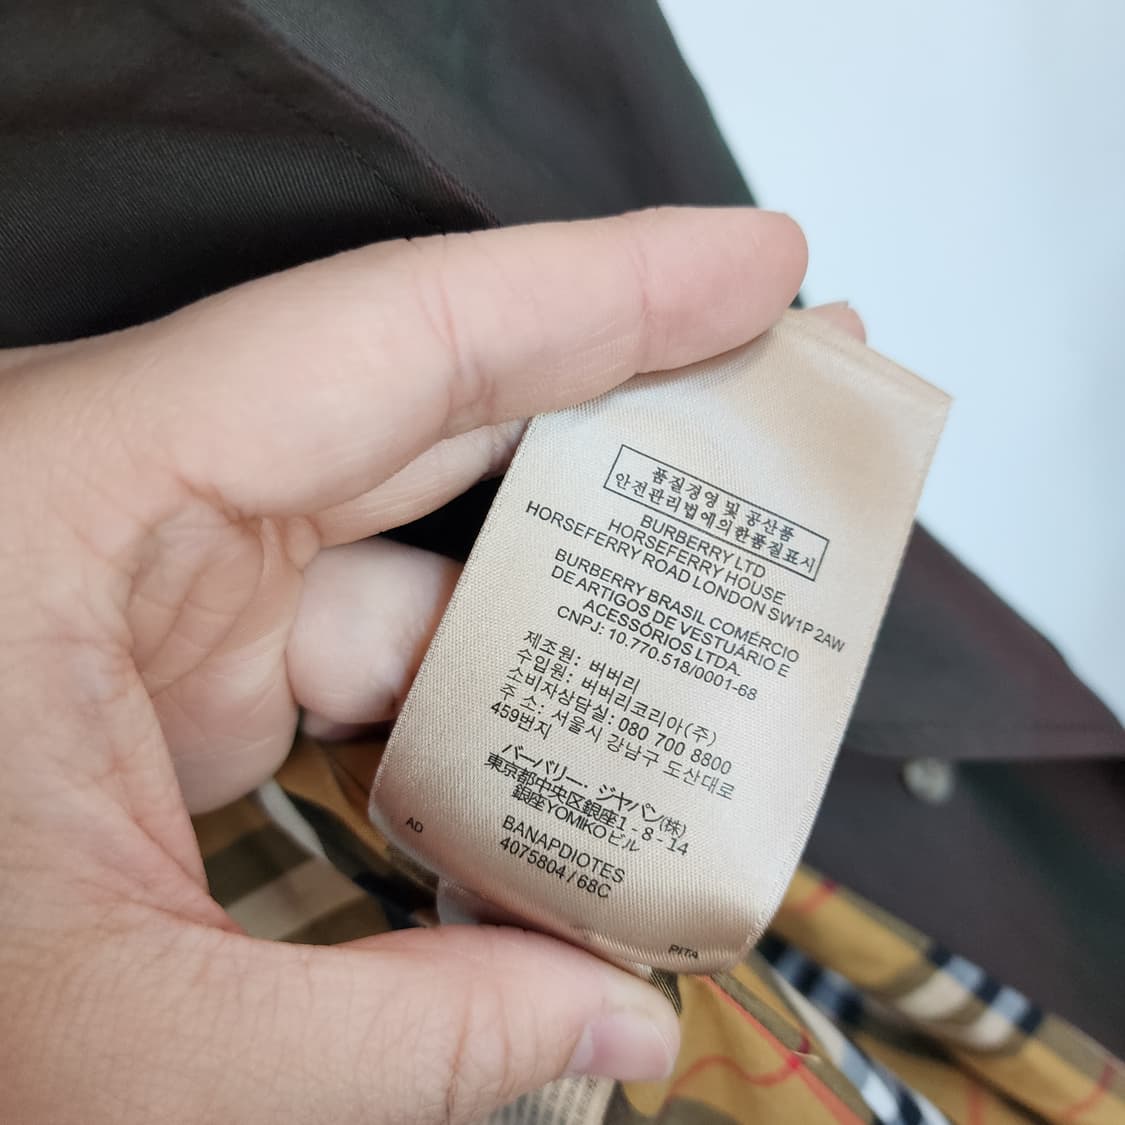 품질경영 및 공산품
안전관리법에의한품질표시
BURBERRY LTD
HORSEFERRY HOUSE
HORSEFERRY ROAD LONDON SW1P 2AW
BURBERRY BRASIL COMÉRCIO
DE ARTIGOS DE VESTUÁRIO E
ACESSÓRIOS LTDA.
CNPJ: 10.770.518/0001-68
제조원: 버버리
수입원: 버버리코리아(주)
소비자상담실: 080 700 8800
주 소: 서울시 강남구 도산대로
459번지
バーバリー．ジャパン(株)
東京都中央区銀座1-8-14
銀座YOMIKOビル
BANAPDIOTES
4075804 / 68C
AD
PITA